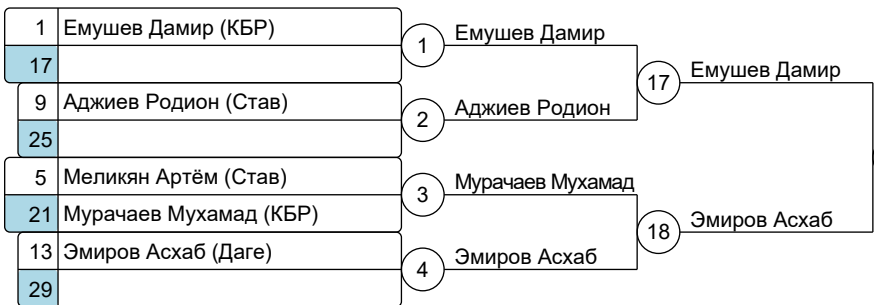 1 Емушев Дамир (КБР)
17
1 Емушев Дамир
9 Аджиев Родион (Став)
25
2 Аджиев Родион
17 Емушев Дамир
5 Меликян Артём (Став)
21 Мурачаев Мухамад (КБР)
3 Мурачаев Мухамад
13 Эмиров Асхаб (Даге)
29
4 Эмиров Асхаб
18 Эмиров Асхаб